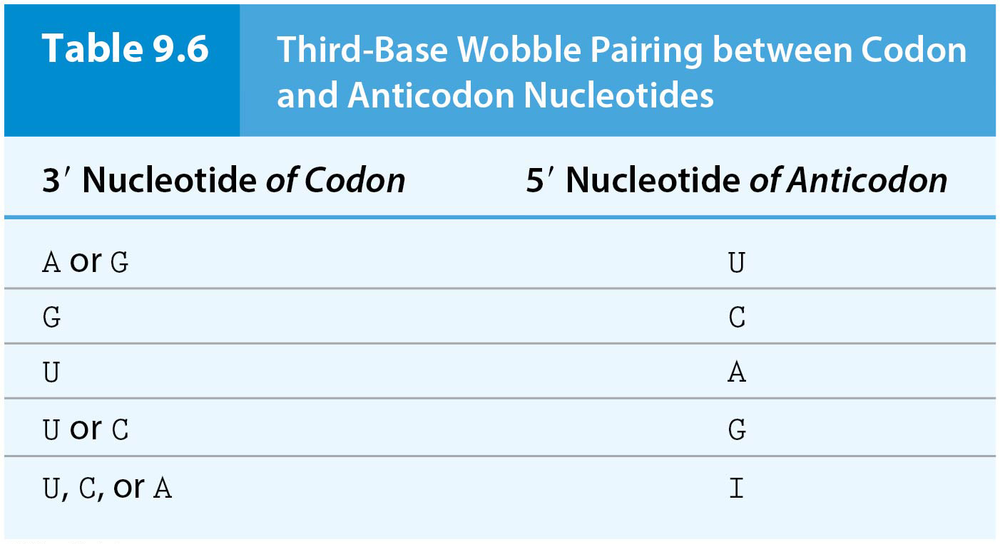 Table 9.6
Third-Base Wobble Pairing between Codon
and Anticodon Nucleotides
3′ Nucleotide of Codon 5′ Nucleotide of Anticodon
A or G U
G C
U A
U or C G
U, C, or A I